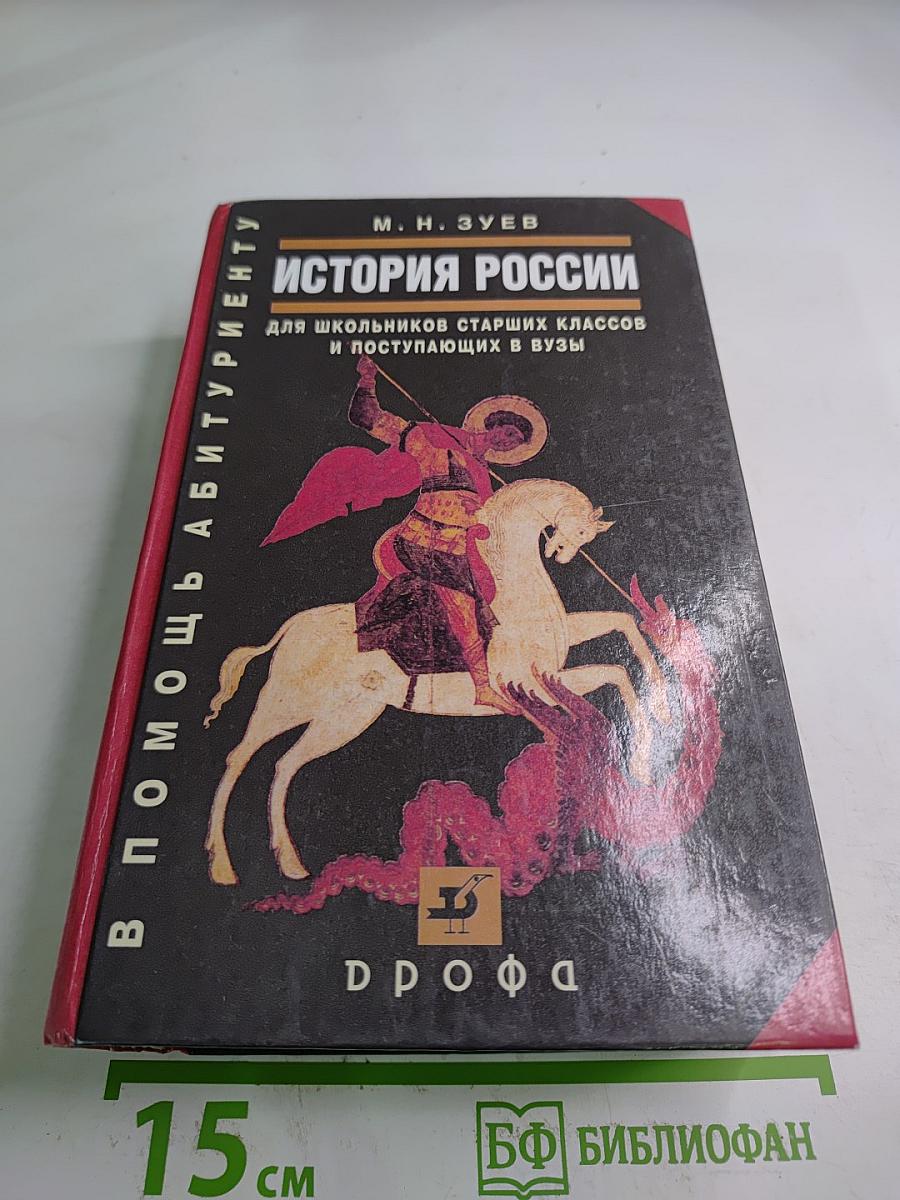 М. Н. ЗУЕВ
ИСТОРИЯ РОССИИ
ДЛЯ ШКОЛЬНИКОВ СТАРШИХ КЛАССОВ
И ПОСТУПАЮЩИХ В ВУЗЫ
В ПОМОЩЬ АБИТУРИЕНТУ
дрофа
15 см
БФ БИБЛИОФАН